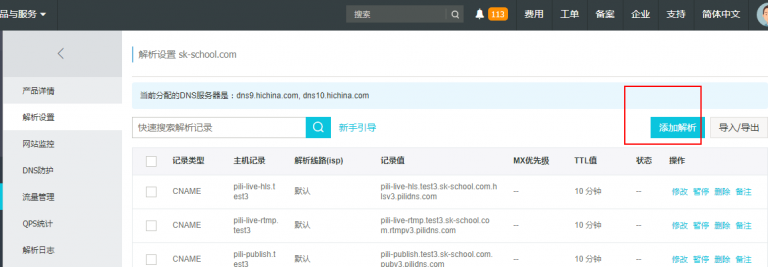 品与服务
搜索
113
费用
工单
备案
企业
支持
简体中文
解析设置 sk-school.com
产品详情
解析设置
网站监控
DNS防护
流量管理
QPS统计
解析日志
当前分配的DNS服务器是：dns9.hichina.com, dns10.hichina.com
快速搜索解析记录
新手引导
添加解析
导入/导出
记录类型 主机记录 解析线路(isp) 记录值 MX优先级 TTL值 状态 操作
CNAME
pili-live-hls.t
est3
默认
pili-live-hls.test3.sk-school.com.h
lsv3.pilidns.com
--
10 分钟
--
修改 暂停 删除 备注
CNAME
pili-live-rtmp.
test3
默认
pili-live-rtmp.test3.sk-school.co
m.rtmpv3.pilidns.com
--
10 分钟
--
修改 暂停 删除 备注
CNAME
pili-publish.t
est3
默认
pili-publish.test3.sk-school.com.
pubv3.pilidns.com
--
10 分钟
--
修改 暂停 删除 备注